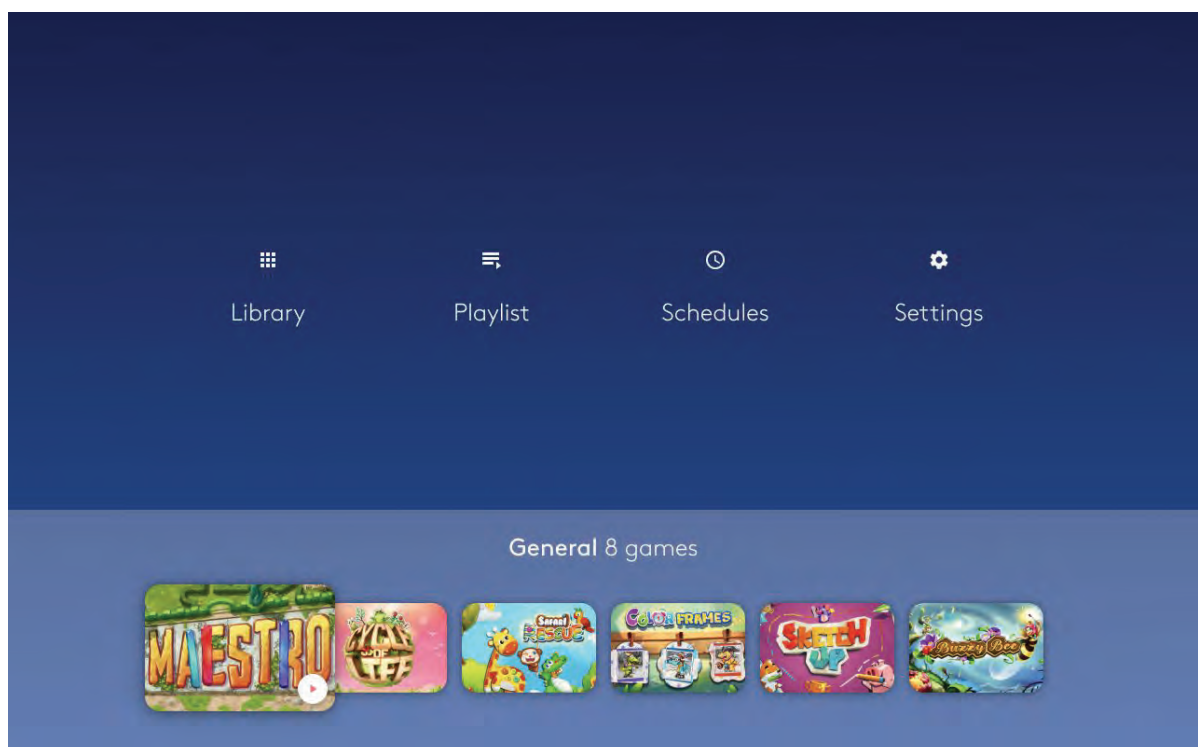 Library
Playlist
Schedules
Settings
General 8 games
MAESTRO
CYCLE
OF
LIFE
Safari
RESCUE
COLOR FRAMES
SKETCH
UP
Buzzy Bee